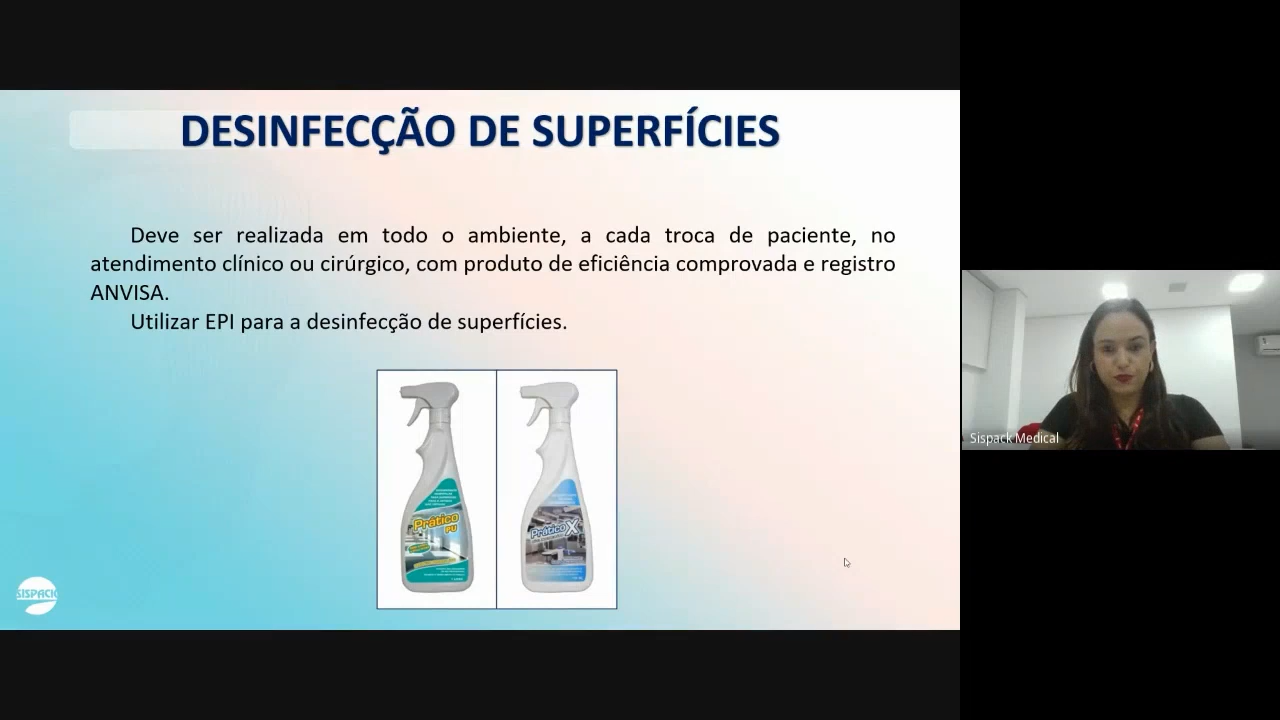 DESINFECÇÃO DE SUPERFÍCIES
Deve ser realizada em todo o ambiente, a cada troca de paciente, no
atendimento clínico ou cirúrgico, com produto de eficiência comprovada e registro
ANVISA.
Utilizar EPI para a desinfecção de superfícies.
Prático
PU
PráticoX
SISPACK
Sispack Medical